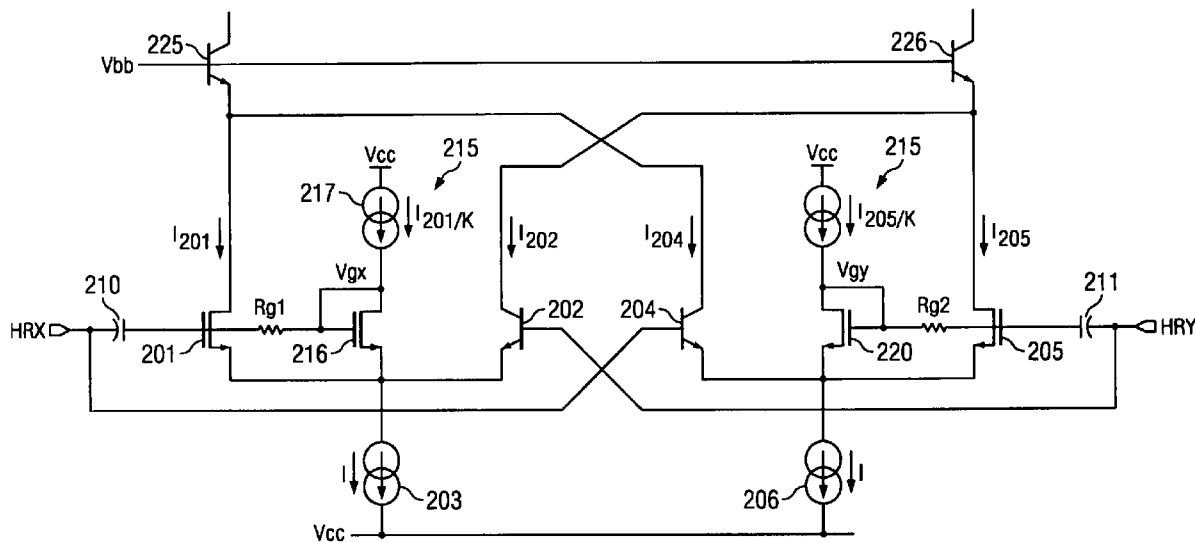 225
226
Vbb
Vcc
215
Vcc
215
217
I201/K
I205/K
I201
I202
I204
I205
Vgx
Vgy
210
211
HRX
Rg1
202
204
Rg2
HRY
201
216
220
205
I
203
206
I
Vcc